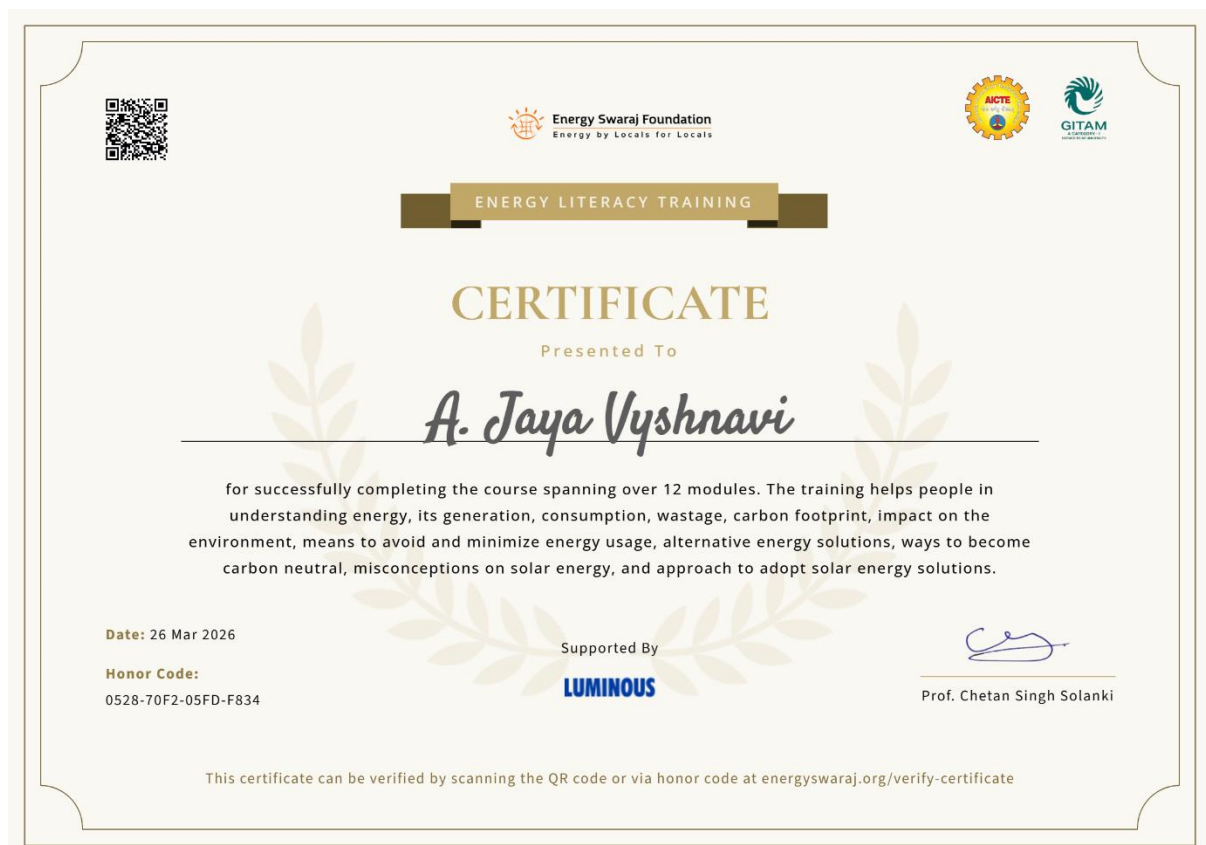 Energy Swaraj Foundation
Energy by Locals for Locals
AICTE
GITAM
ENERGY LITERACY TRAINING
CERTIFICATE
Presented To
A. Jaya Vyshnavi
for successfully completing the course spanning over 12 modules. The training helps people in
understanding energy, its generation, consumption, wastage, carbon footprint, impact on the
environment, means to avoid and minimize energy usage, alternative energy solutions, ways to become
carbon neutral, misconceptions on solar energy, and approach to adopt solar energy solutions.
Date: 26 Mar 2026
Honor Code:
0528-70F2-05FD-F834
Supported By
LUMINOUS
Prof. Chetan Singh Solanki
This certificate can be verified by scanning the QR code or via honor code at energyswaraj.org/verify-certificate